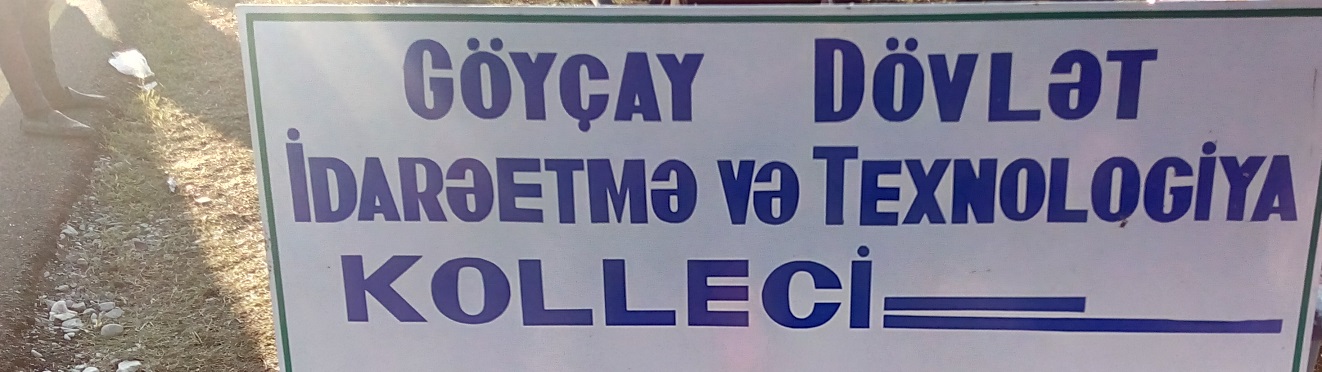 GÖYÇAY DÖVLƏT
İDARƏETMƏ VƏ TEXNOLOGİYA
KOLLECİ